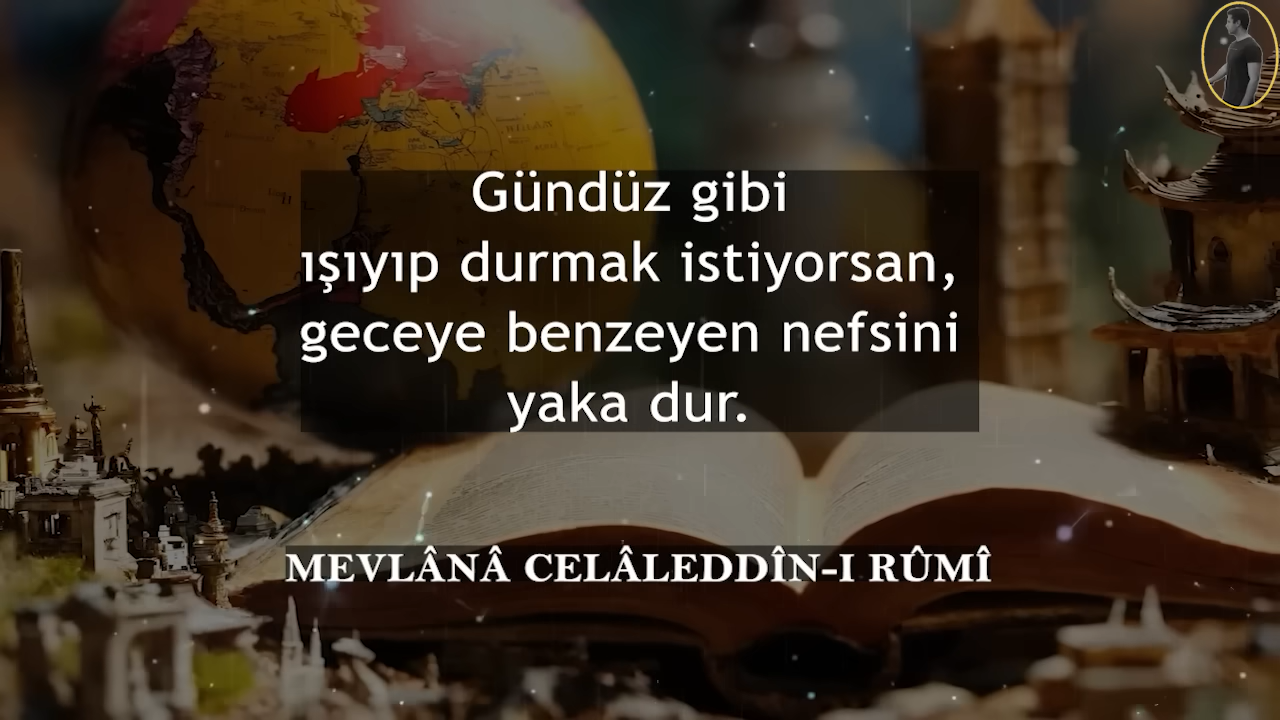 Gündüz gibi
ışıyıp durmak istiyorsan,
geceye benzeyen nefsini
yaka dur.
MEVLÂNÂ CELÂLEDDÎN-I RÛMÎ